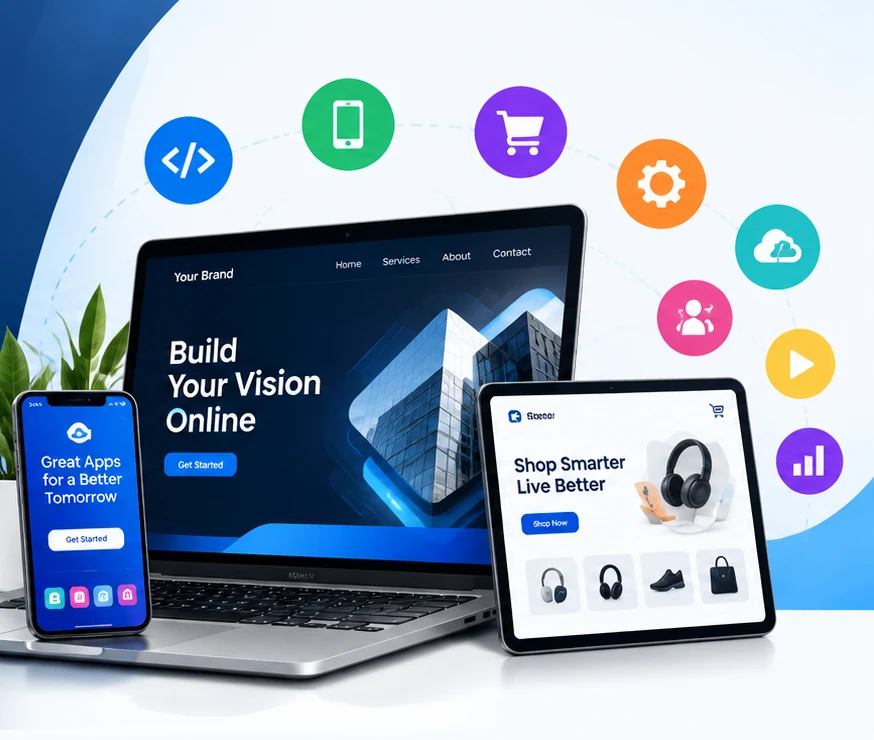 Your Brand
Home
Services
About
Contact
Build
Your Vision
Online
Get Started
Great Apps
for a Better
Tomorrow
Get Started
Shop Smarter
Live Better
Shop Now